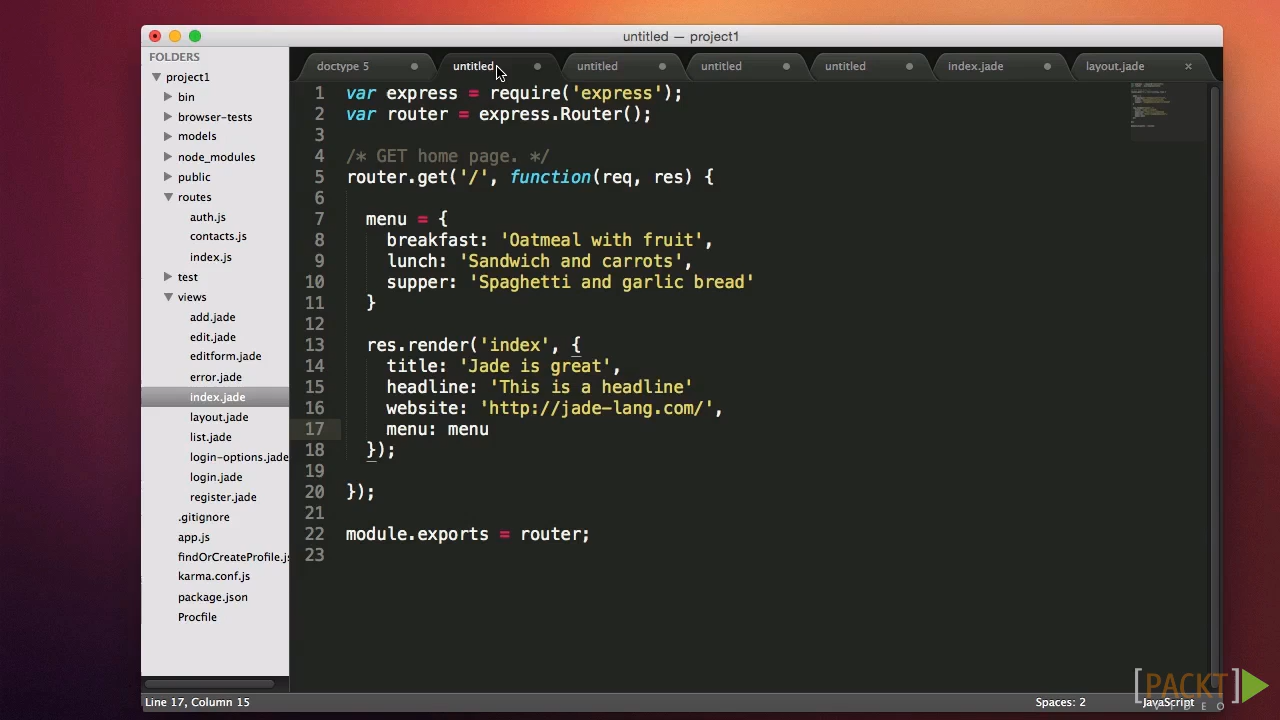 untitled — project1
FOLDERS
project1
bin
browser-tests
models
node_modules
public
routes
auth.js
contacts.js
index.js
test
views
add.jade
edit.jade
editform.jade
error.jade
index.jade
layout.jade
list.jade
login-options.jade
login.jade
register.jade
.gitignore
app.js
findOrCreateProfile.js
karma.conf.js
package.json
Procfile
doctype 5 untitled untitled untitled untitled index.jade layout.jade
1 var express = require('express');
2 var router = express.Router();
3
4 /* GET home page. */
5 router.get('/', function(req, res) {
6
7 menu = {
8 breakfast: 'Oatmeal with fruit',
9 lunch: 'Sandwich and carrots',
10 supper: 'Spaghetti and garlic bread'
11 }
12
13 res.render('index', {
14 title: 'Jade is great',
15 headline: 'This is a headline'
16 website: 'http://jade-lang.com/',
17 menu: menu
18 });
19
20 });
21
22 module.exports = router;
23
Line 17, Column 15
Spaces: 2
JavaScript
[PACKT]
VIDEO